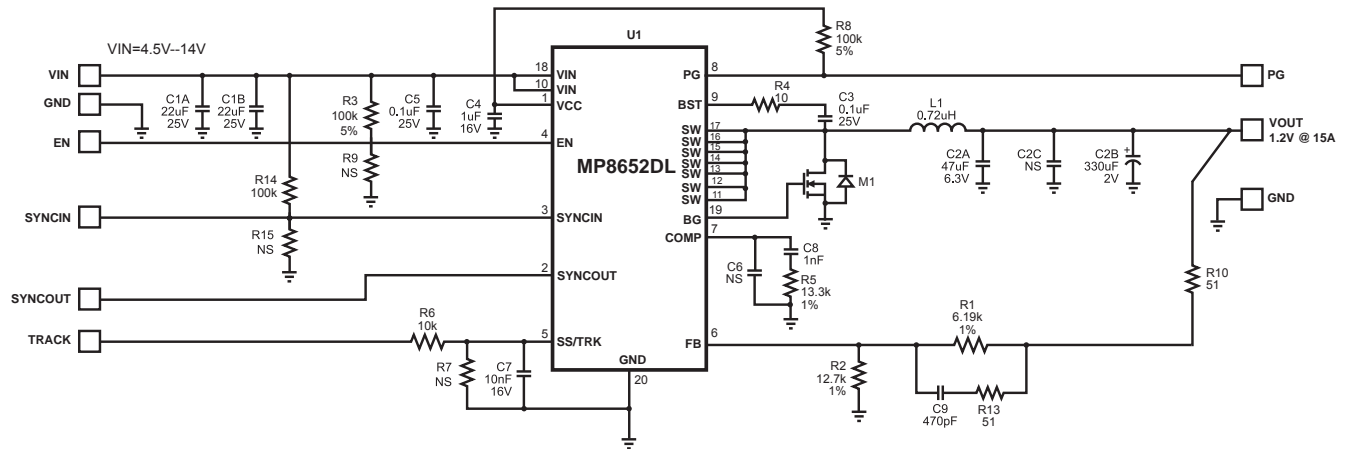 VIN=4.5V--14V
U1
R8
100k
5%
VIN
GND
EN
SYNCIN
SYNCOUT
TRACK
C1A
22uF
25V
C1B
22uF
25V
R3
100k
5%
C5
0.1uF
25V
C4
1uF
16V
R9
NS
R14
100k
R15
NS
R6
10k
R7
NS
C7
10nF
16V
18
10
1
4
3
2
5
VIN
VIN
VCC
EN
SYNCIN
SYNCOUT
SS/TRK
MP8652DL
GND
20
PG
BST
SW
SW
SW
SW
SW
SW
SW
BG
COMP
FB
8
9
17
16
15
14
13
12
11
19
7
6
R4
10
C3
0.1uF
25V
M1
L1
0.72uH
C2A
47uF
6.3V
C2C
NS
C2B
+
330uF
2V
C6
NS
C8
1nF
R5
13.3k
1%
R2
12.7k
1%
R1
6.19k
1%
C9
470pF
R13
51
R10
51
PG
VOUT
1.2V @ 15A
GND